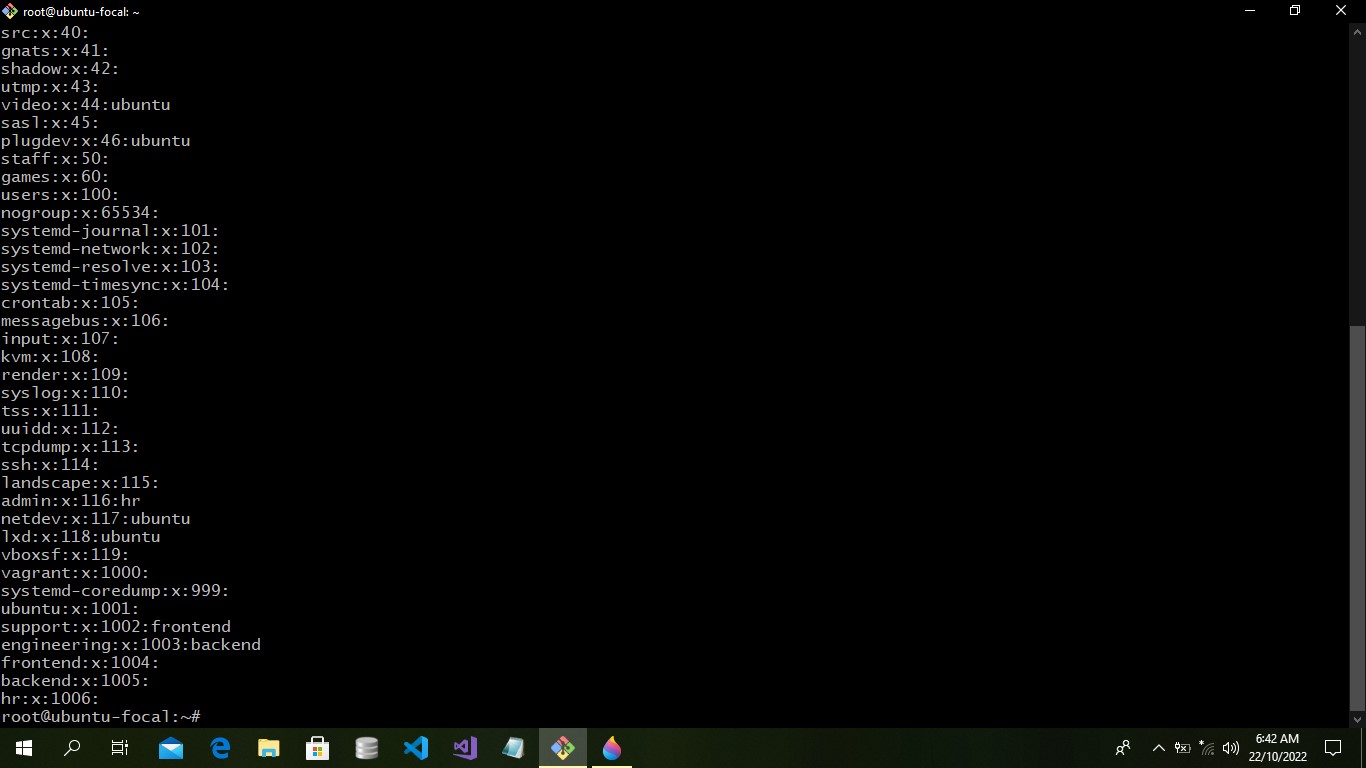 root@ubuntu-focal: ~
src:x:40:
gnats:x:41:
shadow:x:42:
utmp:x:43:
video:x:44:ubuntu
sasl:x:45:
plugdev:x:46:ubuntu
staff:x:50:
games:x:60:
users:x:100:
nogroup:x:65534:
systemd-journal:x:101:
systemd-network:x:102:
systemd-resolve:x:103:
systemd-timesync:x:104:
crontab:x:105:
messagebus:x:106:
input:x:107:
kvm:x:108:
render:x:109:
syslog:x:110:
tss:x:111:
uuidd:x:112:
tcpdump:x:113:
ssh:x:114:
landscape:x:115:
admin:x:116:hr
netdev:x:117:ubuntu
lxd:x:118:ubuntu
vboxsf:x:119:
vagrant:x:1000:
systemd-coredump:x:999:
ubuntu:x:1001:
support:x:1002:frontend
engineering:x:1003:backend
frontend:x:1004:
backend:x:1005:
hr:x:1006:
root@ubuntu-focal:~#
6:42 AM
22/10/2022